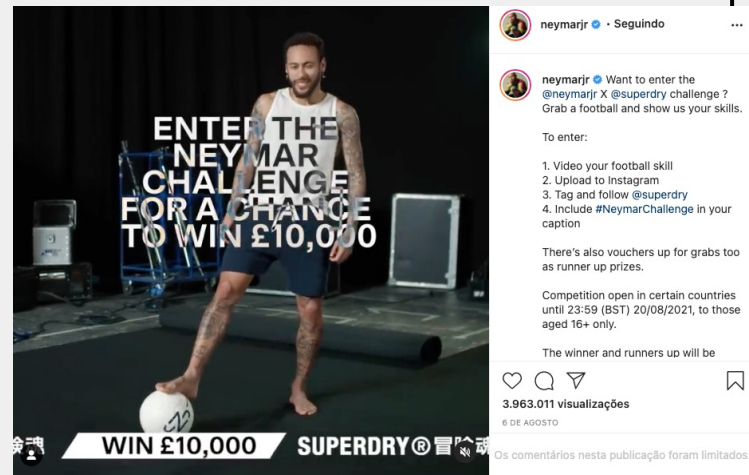 ENTER THE
NEYMAR
CHALLENGE
FOR A CHANCE
TO WIN £10,000
険魂
WIN £10,000
SUPERDRY®冒険魂
neymarjr • Seguindo
neymarjr Want to enter the
@neymarjr X @superdry challenge ?
Grab a football and show us your skills.
To enter:
1. Video your football skill
2. Upload to Instagram
3. Tag and follow @superdry
4. Include #NeymarChallenge in your
caption
There's also vouchers up for grabs too
as runner up prizes.
Competition open in certain countries
until 23:59 (BST) 20/08/2021, to those
aged 16+ only.
The winner and runners up will be
3.963.011 visualizações
6 DE AGOSTO
Os comentários nesta publicação foram limitados